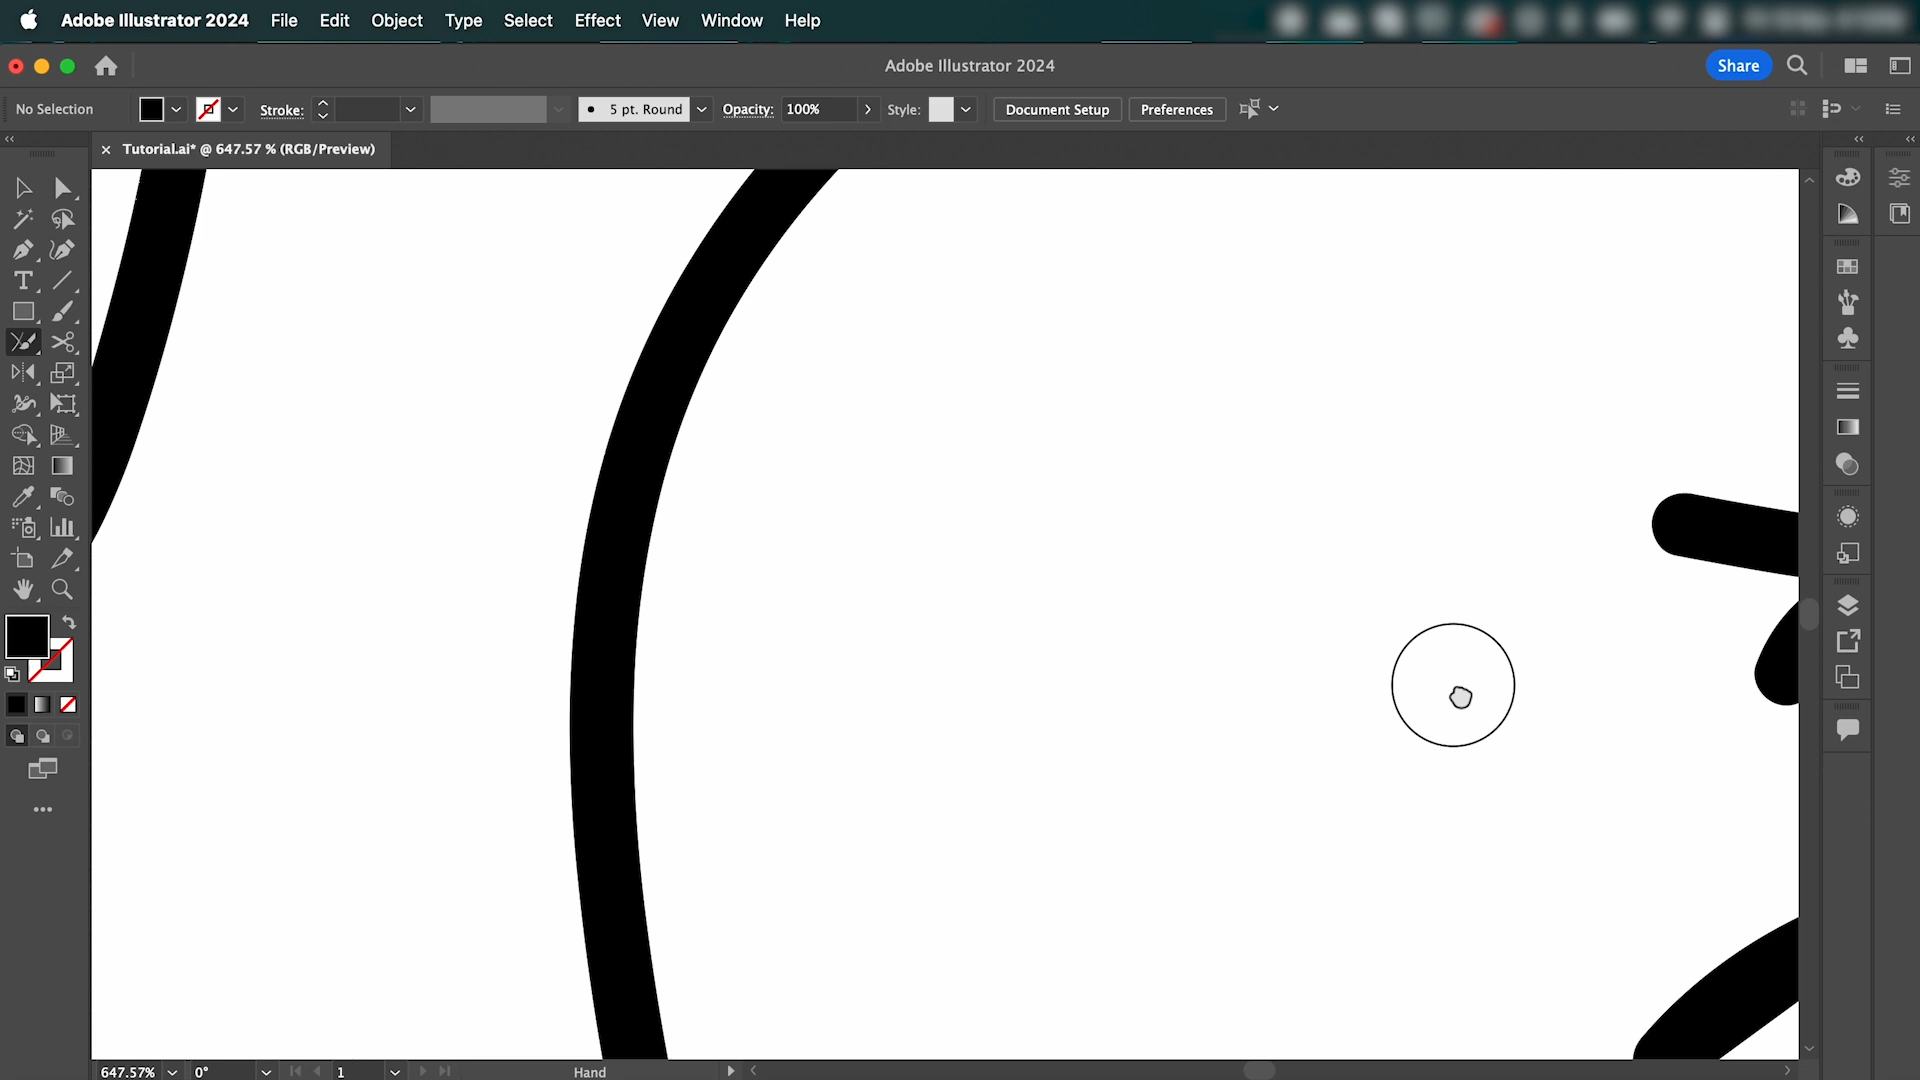 Adobe Illustrator 2024 File Edit Object Type Select Effect View Window Help
Adobe Illustrator 2024
Share
No Selection Stroke: 5 pt. Round Opacity: 100% Style: Document Setup Preferences
Tutorial.ai* @ 647.57 % (RGB/Preview)
647.57% 0° 1 Hand